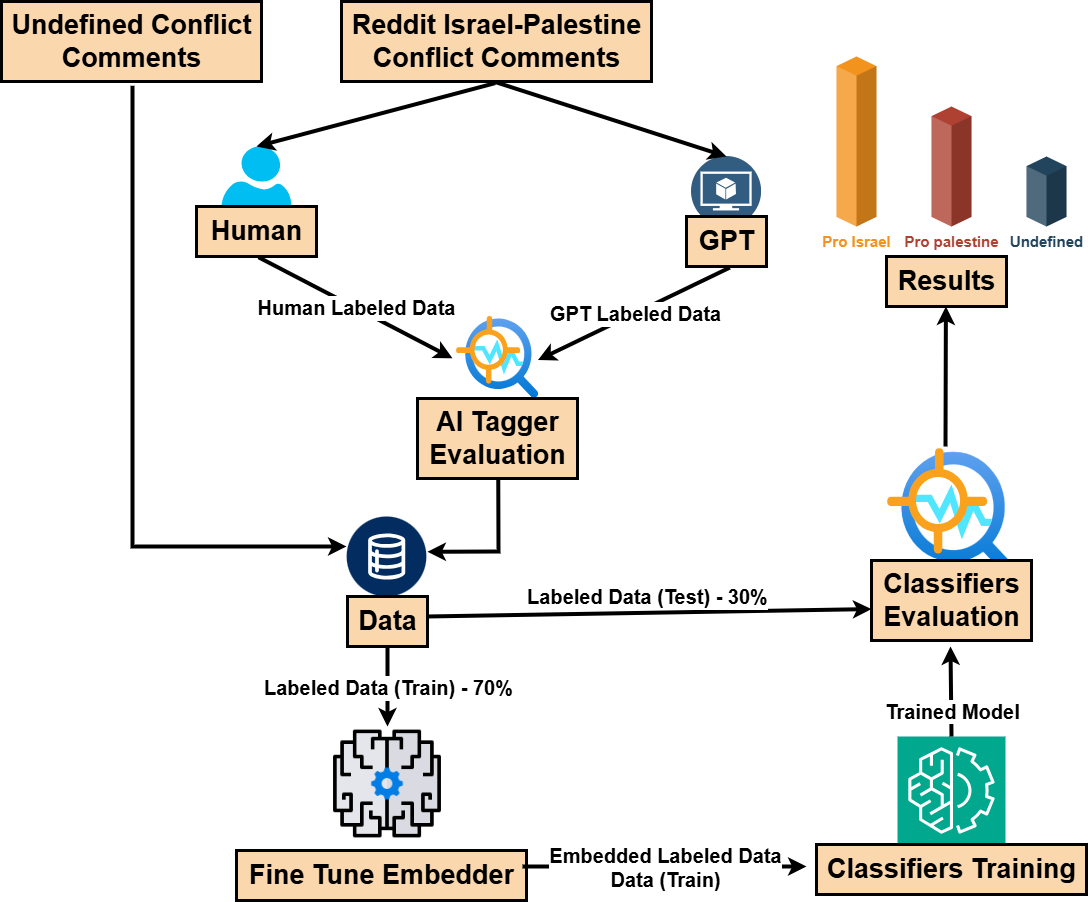 Undefined Conflict
Comments
Reddit Israel-Palestine
Conflict Comments
Human
GPT
Pro Israel
Pro palestine
Undefined
Results
Human Labeled Data
GPT Labeled Data
AI Tagger
Evaluation
Data
Labeled Data (Test) - 30%
Classifiers
Evaluation
Labeled Data (Train) - 70%
Trained Model
Fine Tune Embedder
Embedded Labeled Data
Data (Train)
Classifiers Training